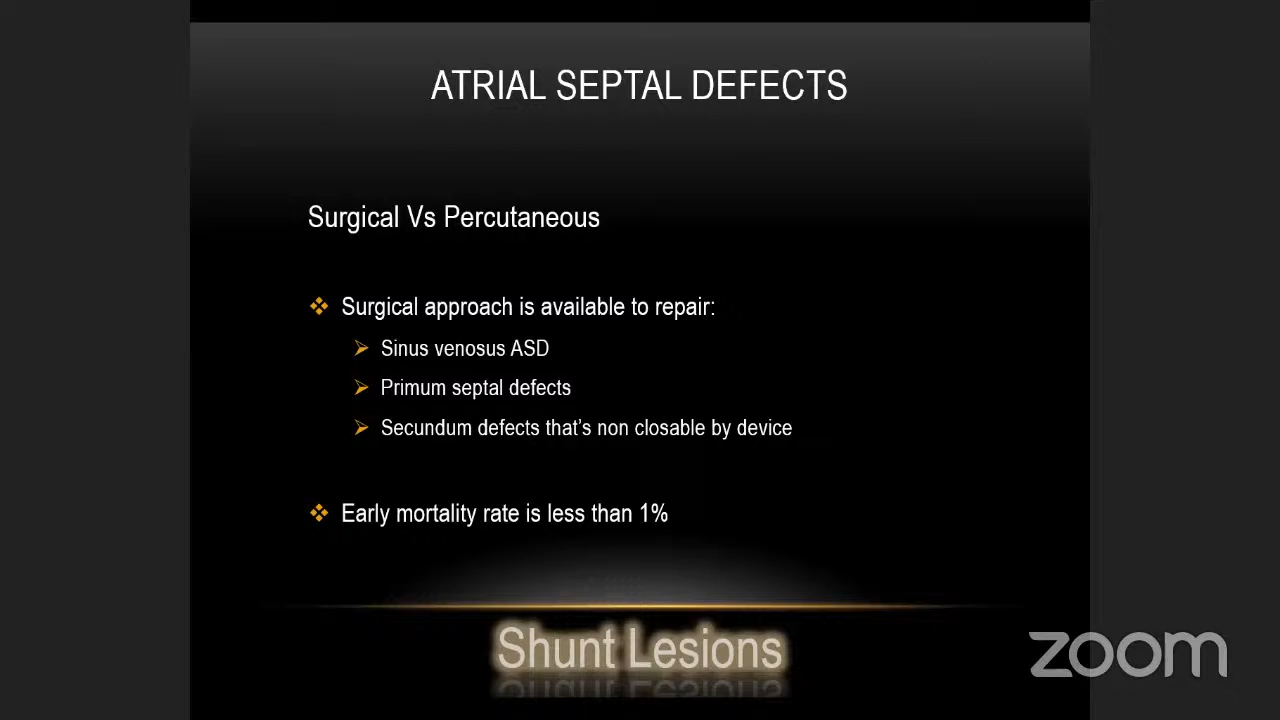 ATRIAL SEPTAL DEFECTS
Surgical Vs Percutaneous
Surgical approach is available to repair:
Sinus venosus ASD
Primum septal defects
Secundum defects that's non closable by device
Early mortality rate is less than 1%
Shunt Lesions
zoom